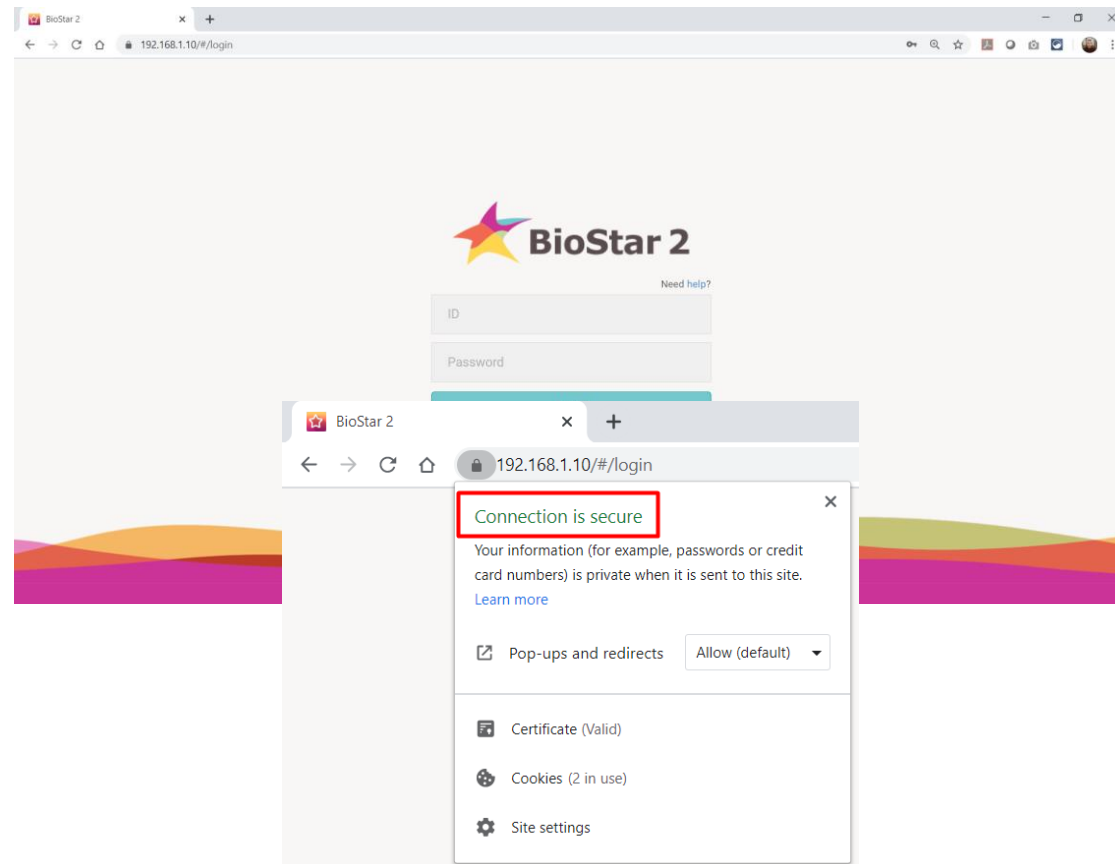 BioStar 2
192.168.1.10/#/login
BioStar 2
Need help?
ID
Password
BioStar 2
192.168.1.10/#/login
Connection is secure
Your information (for example, passwords or credit
card numbers) is private when it is sent to this site.
Learn more
Pop-ups and redirects Allow (default)
Certificate (Valid)
Cookies (2 in use)
Site settings